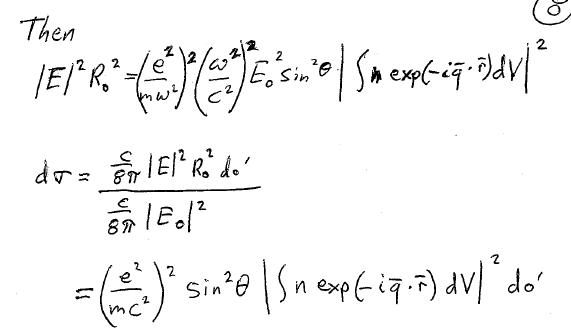 8
Then
|E|²R₀² = (e²/mω²)² (ω²/c²)² E₀² sin²θ |∫ n exp(-iq̄·r̄)dV|²
dσ = (c/8π |E|² R₀² do′) / (c/8π |E₀|²)
= (e²/mc²)² sin²θ |∫ n exp(-iq̄·r̄) dV|² do′